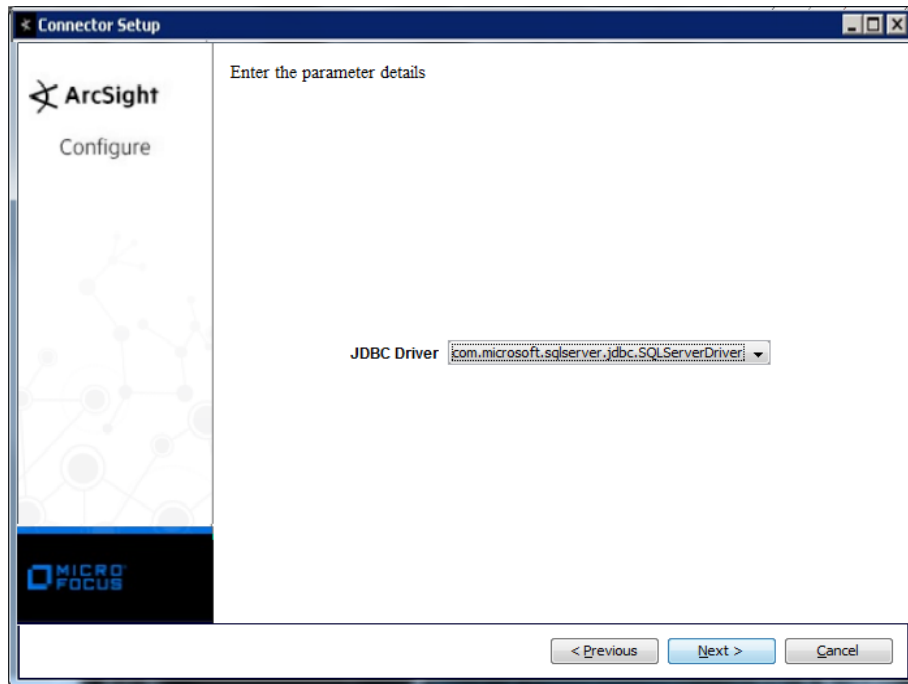 Connector Setup
Enter the parameter details
ArcSight
Configure
JDBC Driver com.microsoft.sqlserver.jdbc.SQLServerDriver
MICRO
FOCUS
< Previous Next > Cancel